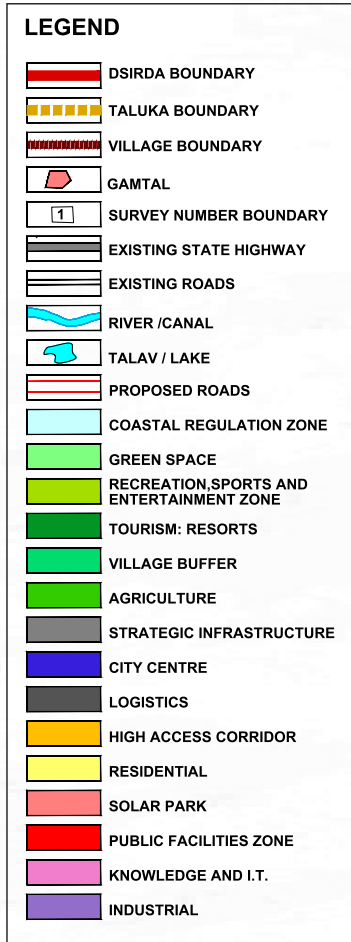 LEGEND
DSIRDA BOUNDARY
TALUKA BOUNDARY
VILLAGE BOUNDARY
GAMTAL
1 SURVEY NUMBER BOUNDARY
EXISTING STATE HIGHWAY
EXISTING ROADS
RIVER /CANAL
TALAV / LAKE
PROPOSED ROADS
COASTAL REGULATION ZONE
GREEN SPACE
RECREATION,SPORTS AND
ENTERTAINMENT ZONE
TOURISM: RESORTS
VILLAGE BUFFER
AGRICULTURE
STRATEGIC INFRASTRUCTURE
CITY CENTRE
LOGISTICS
HIGH ACCESS CORRIDOR
RESIDENTIAL
SOLAR PARK
PUBLIC FACILITIES ZONE
KNOWLEDGE AND I.T.
INDUSTRIAL